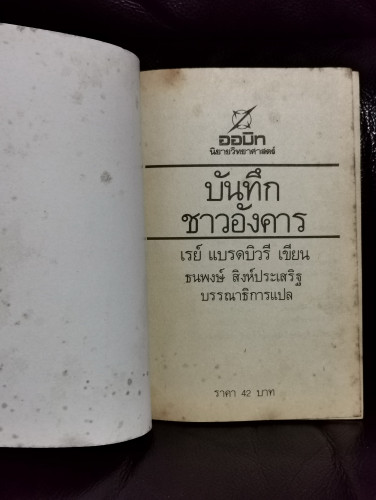 ออบิท
นิยายวิทยาศาสตร์
บันทึก
ชาวอังคาร
เรย์ แบรดบิวรี เขียน
ธนพงษ์ สิงห์ประเสริฐ
บรรณาธิการแปล
ราคา 42 บาท